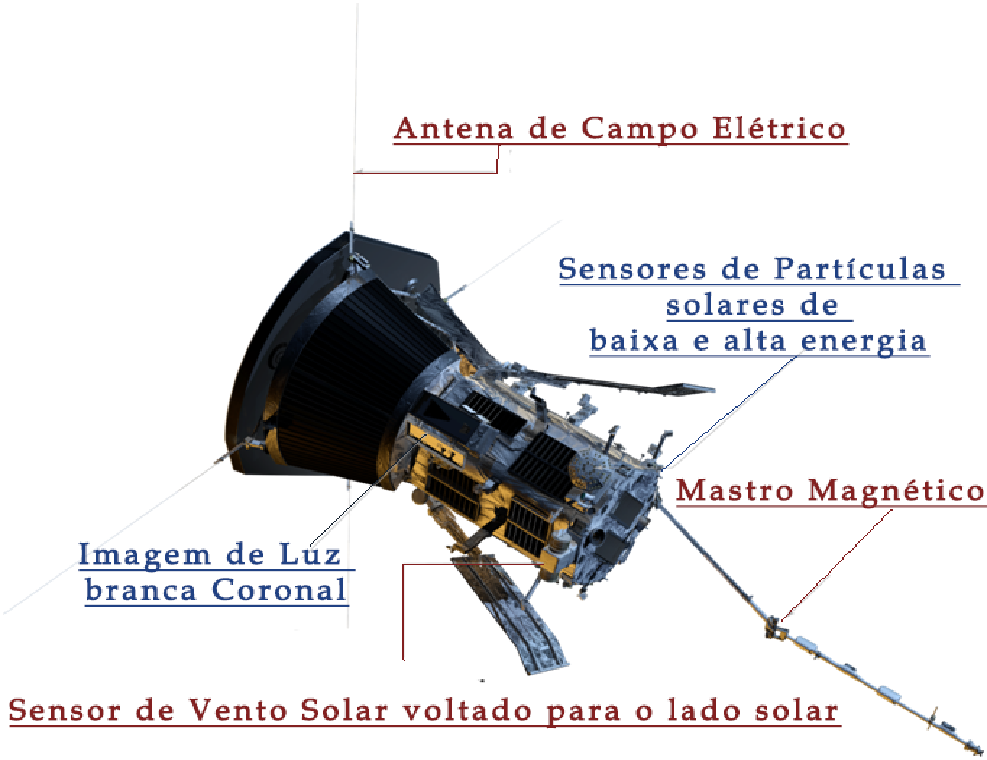 Antena de Campo Elétrico
Sensores de Partículas
solares de
baixa e alta energia
Mastro Magnético
Imagem de Luz
branca Coronal
Sensor de Vento Solar voltado para o lado solar